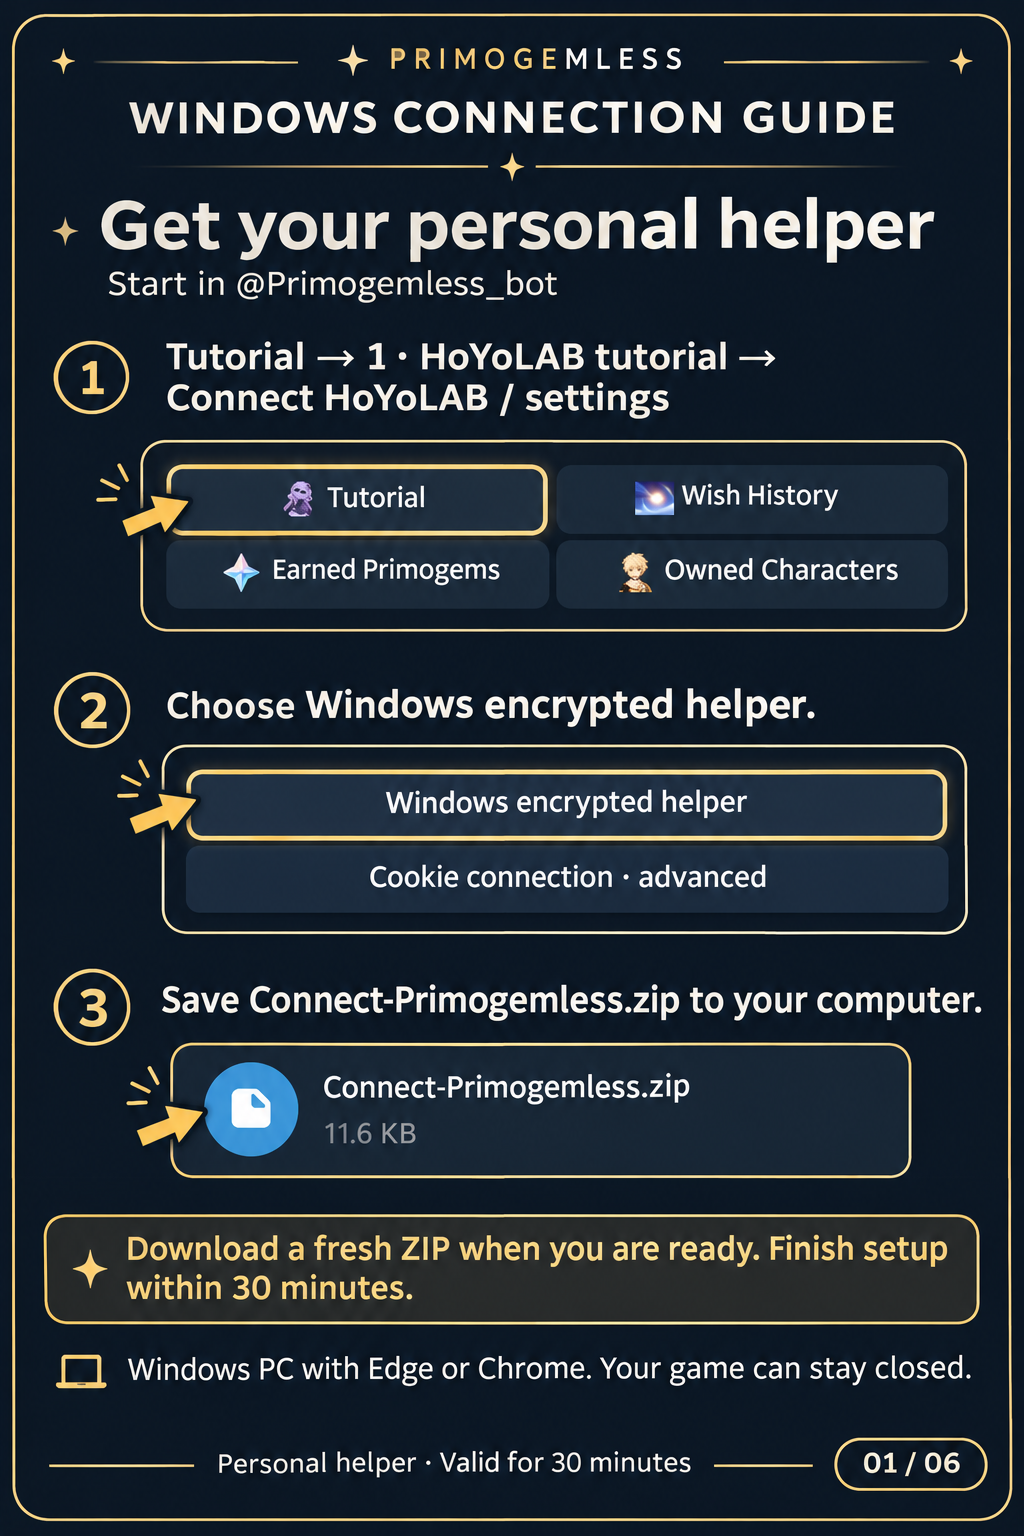 PRIMOGEMLESS
WINDOWS CONNECTION GUIDE
Get your personal helper
Start in @Primogemless_bot
1
Tutorial → 1 · HoYoLAB tutorial →
Connect HoYoLAB / settings
Tutorial
Wish History
Earned Primogems
Owned Characters
2
Choose Windows encrypted helper.
Windows encrypted helper
Cookie connection · advanced
3
Save Connect-Primogemless.zip to your computer.
Connect-Primogemless.zip
11.6 KB
Download a fresh ZIP when you are ready. Finish setup
within 30 minutes.
Windows PC with Edge or Chrome. Your game can stay closed.
Personal helper · Valid for 30 minutes
01 / 06